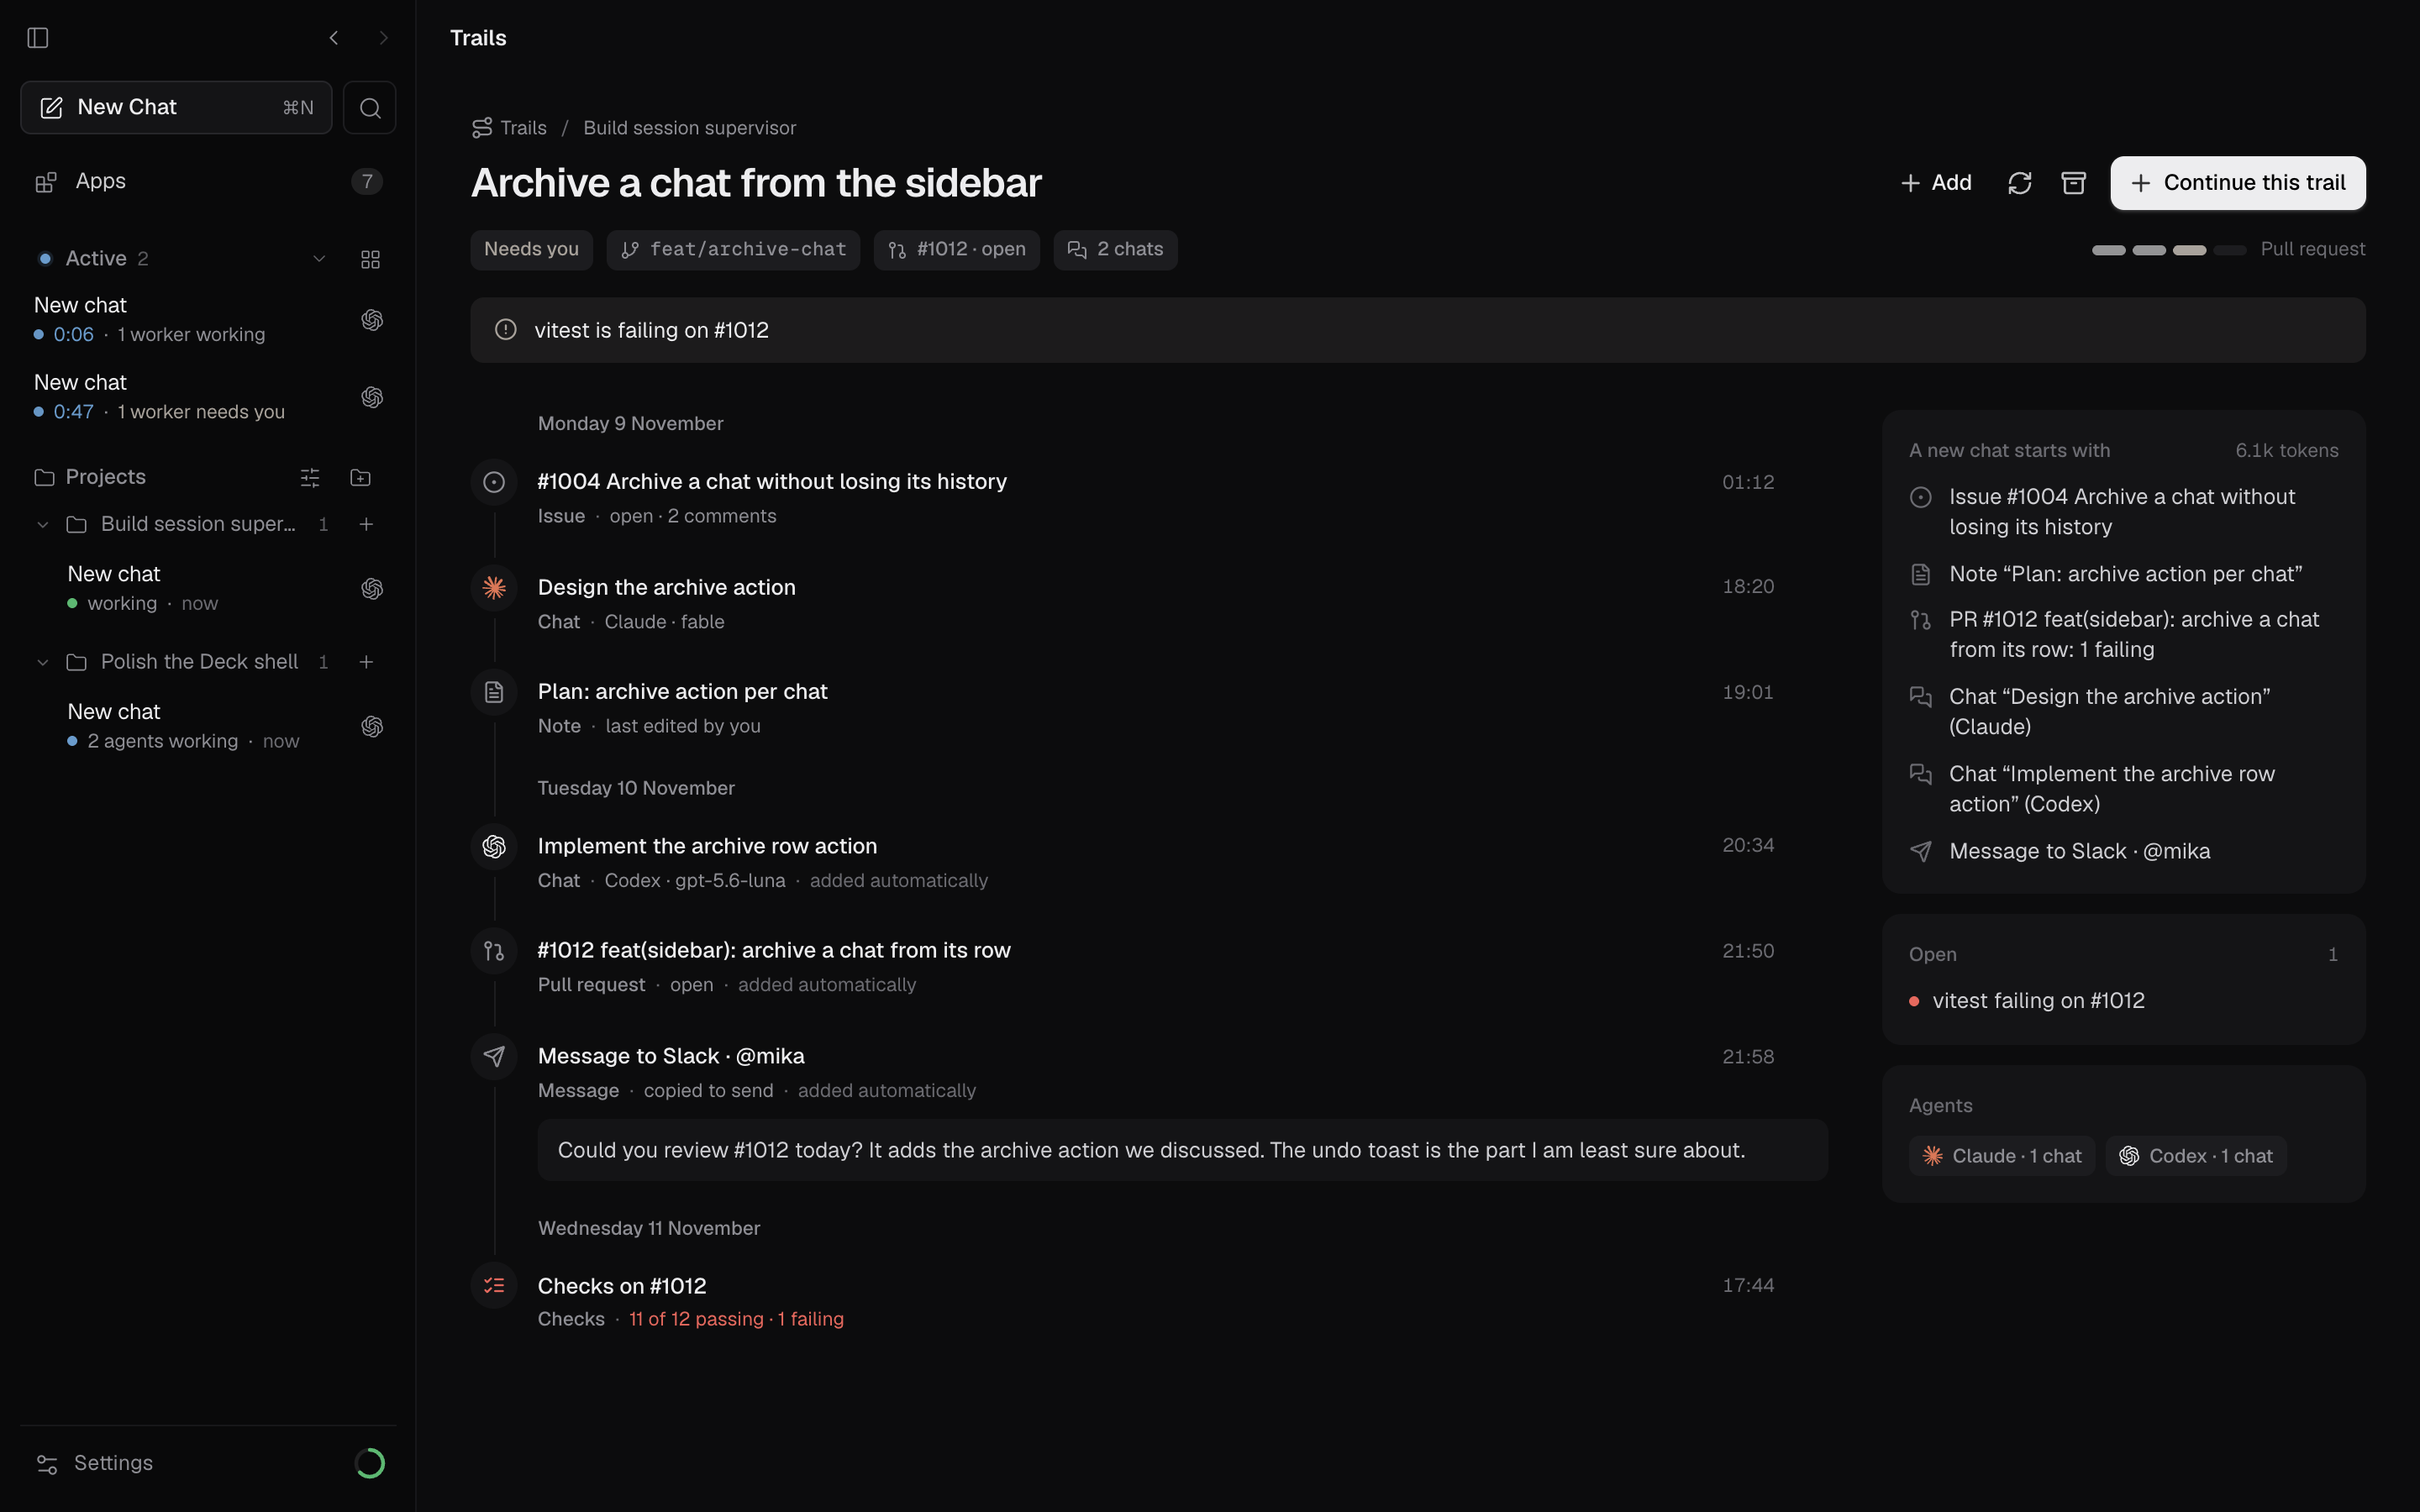 Trails
New Chat ⌘N
Apps 7
Active 2
New chat
0:06 · 1 worker working
New chat
0:47 · 1 worker needs you
Projects
Build session super... 1
New chat
working · now
Polish the Deck shell 1
New chat
2 agents working · now
Settings
Trails / Build session supervisor
Archive a chat from the sidebar
Add
Continue this trail
Needs you
feat/archive-chat
#1012 · open
2 chats
Pull request
vitest is failing on #1012
Monday 9 November
#1004 Archive a chat without losing its history 01:12
Issue · open · 2 comments
Design the archive action 18:20
Chat · Claude · fable
Plan: archive action per chat 19:01
Note · last edited by you
Tuesday 10 November
Implement the archive row action 20:34
Chat · Codex · gpt-5.6-luna · added automatically
#1012 feat(sidebar): archive a chat from its row 21:50
Pull request · open · added automatically
Message to Slack · @mika 21:58
Message · copied to send · added automatically
Could you review #1012 today? It adds the archive action we discussed. The undo toast is the part I am least sure about.
Wednesday 11 November
Checks on #1012 17:44
Checks · 11 of 12 passing · 1 failing
A new chat starts with 6.1k tokens
Issue #1004 Archive a chat without
losing its history
Note “Plan: archive action per chat”
PR #1012 feat(sidebar): archive a chat
from its row: 1 failing
Chat “Design the archive action”
(Claude)
Chat “Implement the archive row
action” (Codex)
Message to Slack · @mika
Open 1
vitest failing on #1012
Agents
Claude · 1 chat
Codex · 1 chat